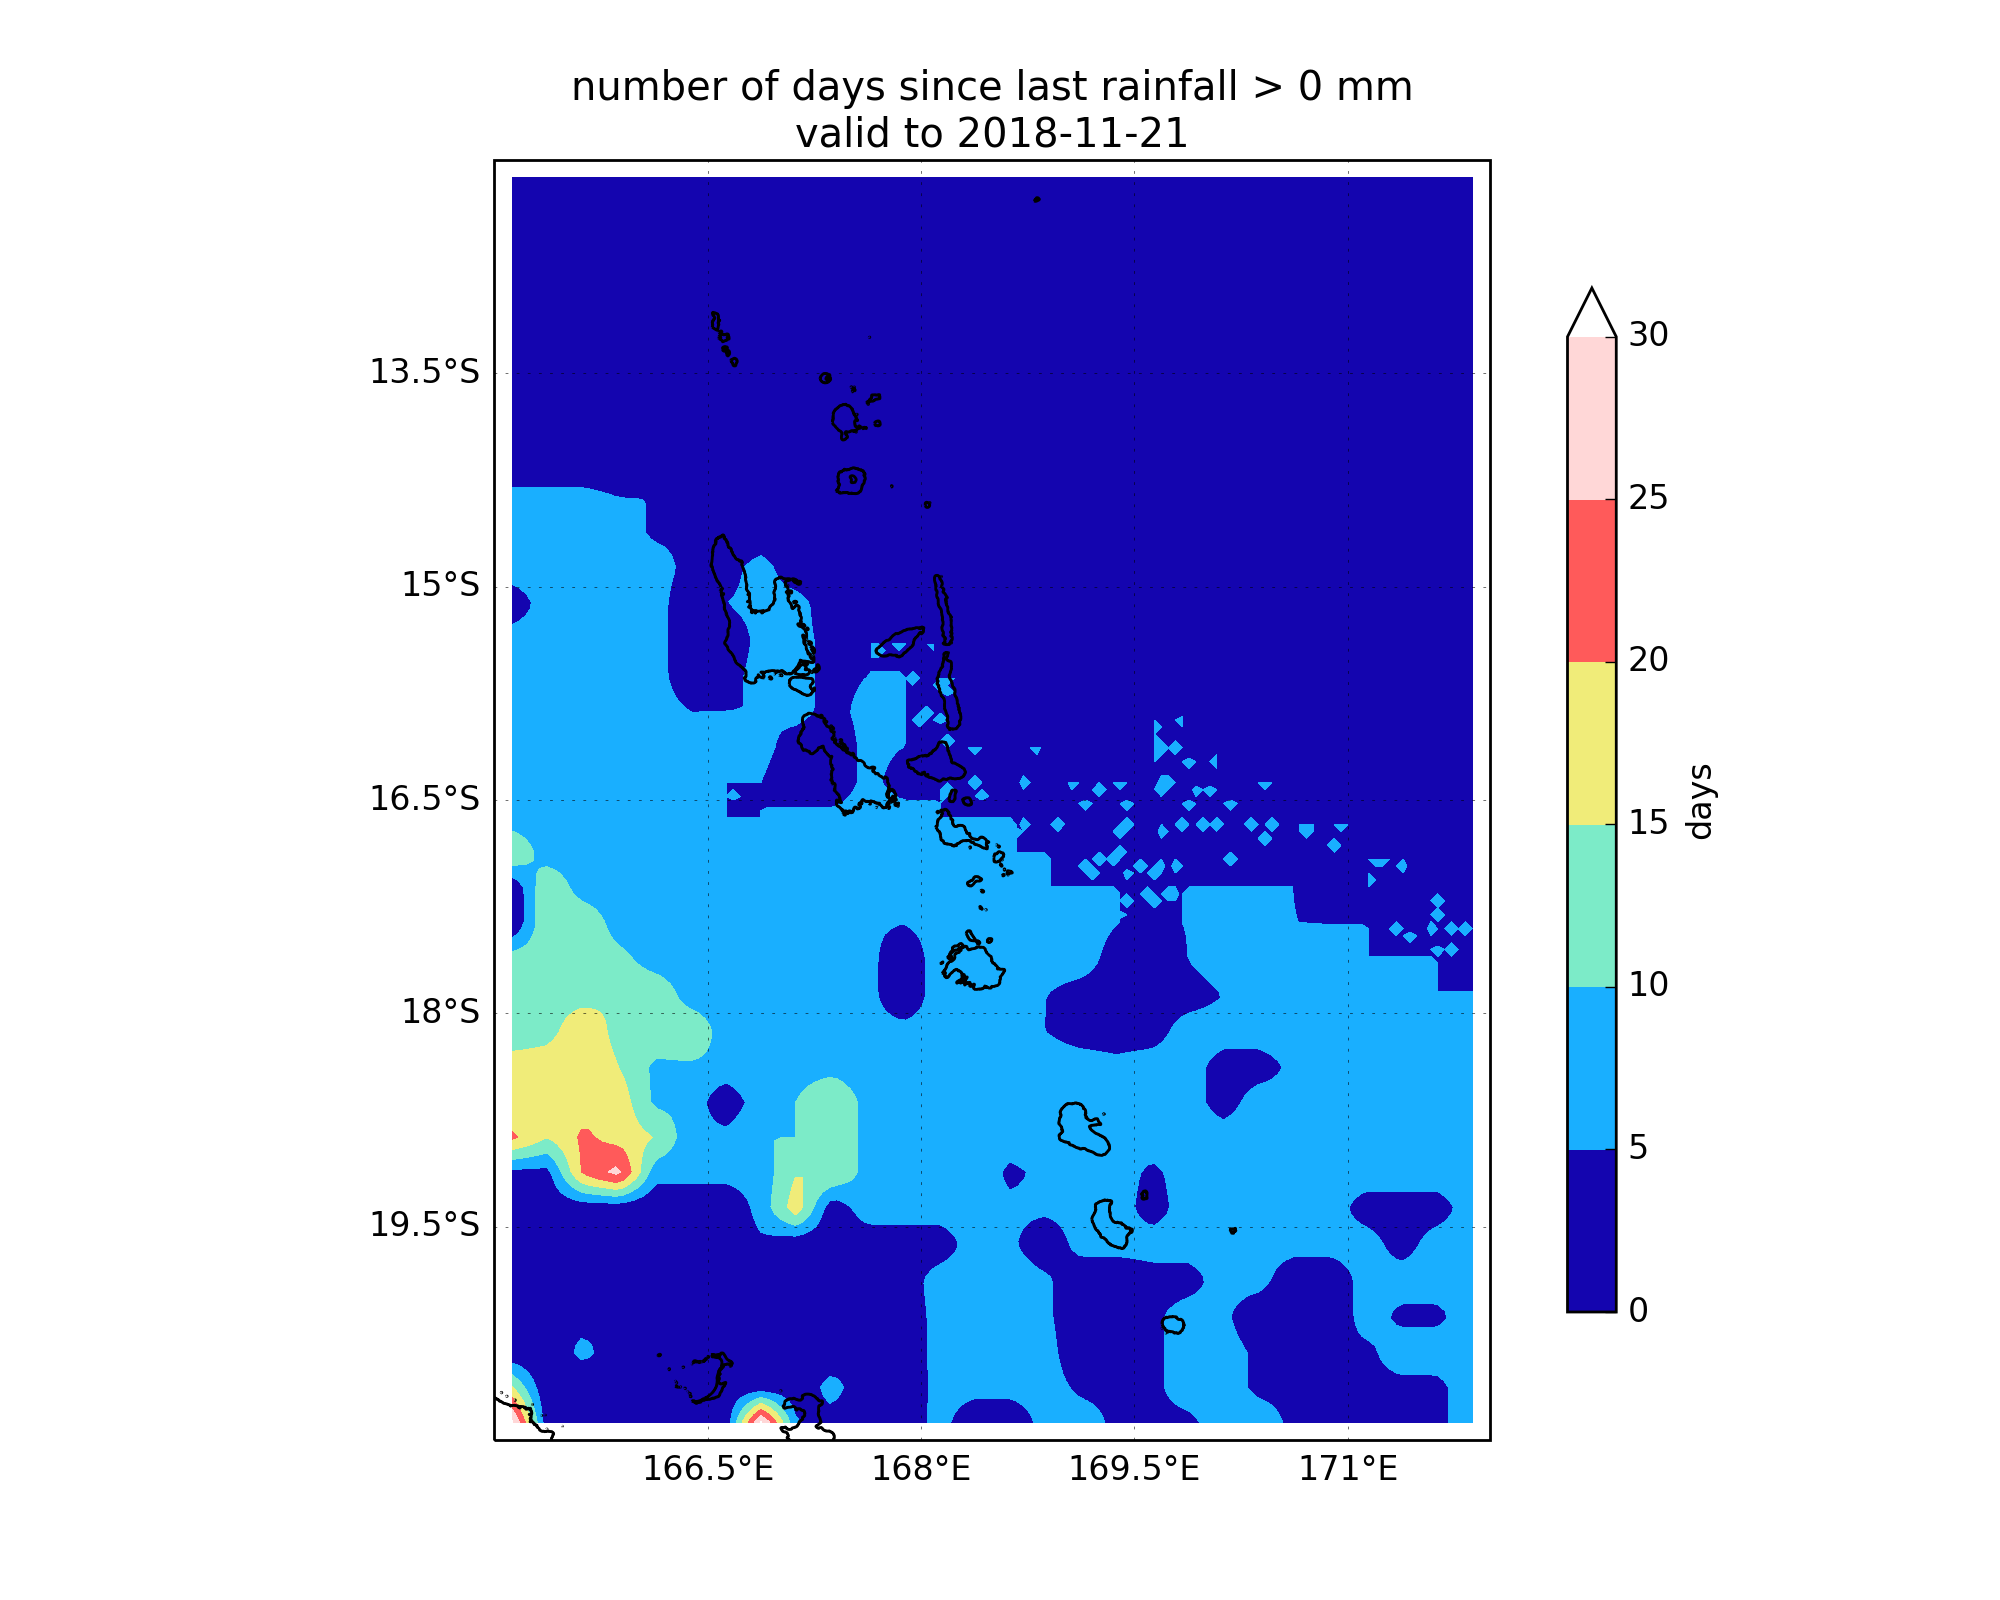 number of days since last rainfall > 0 mm
valid to 2018-11-21
13.5°S
15°S
16.5°S
18°S
19.5°S
166.5°E
168°E
169.5°E
171°E
30
25
20
15
10
5
0
days